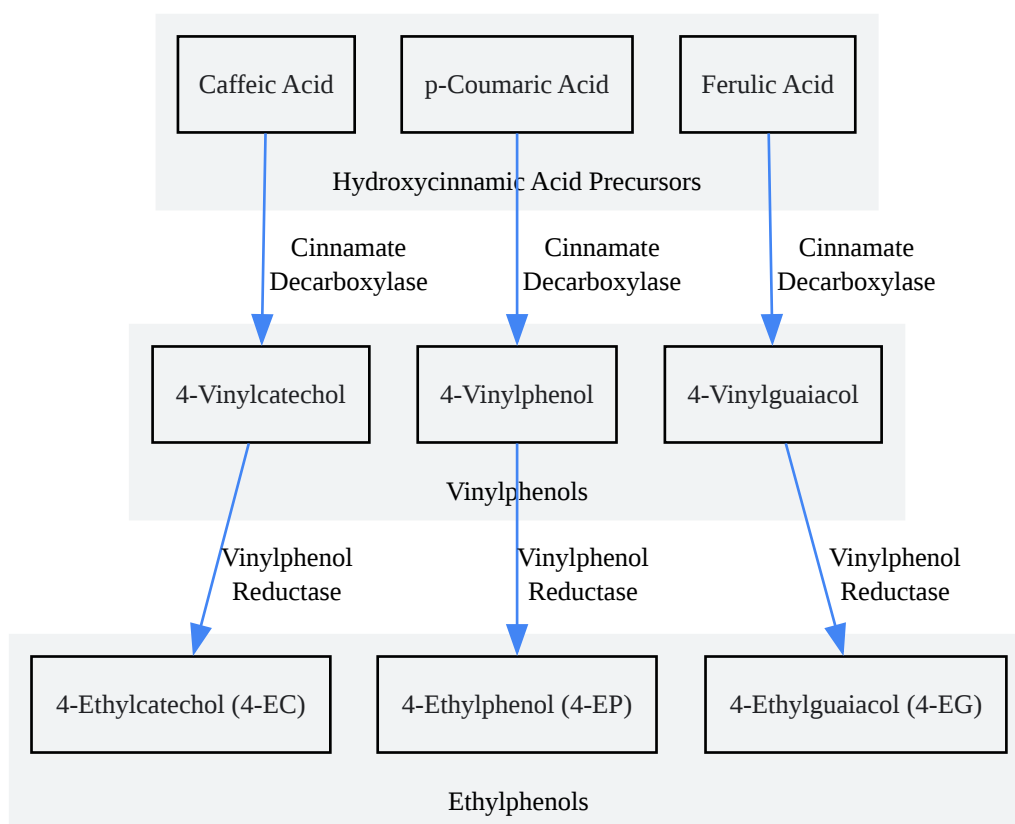 Caffeic Acid
p-Coumaric Acid
Ferulic Acid
Hydroxycinnamic Acid Precursors
Cinnamate
Decarboxylase
Cinnamate
Decarboxylase
Cinnamate
Decarboxylase
4-Vinylcatechol
4-Vinylphenol
4-Vinylguaiacol
Vinylphenols
Vinylphenol
Reductase
Vinylphenol
Reductase
Vinylphenol
Reductase
4-Ethylcatechol (4-EC)
4-Ethylphenol (4-EP)
4-Ethylguaiacol (4-EG)
Ethylphenols